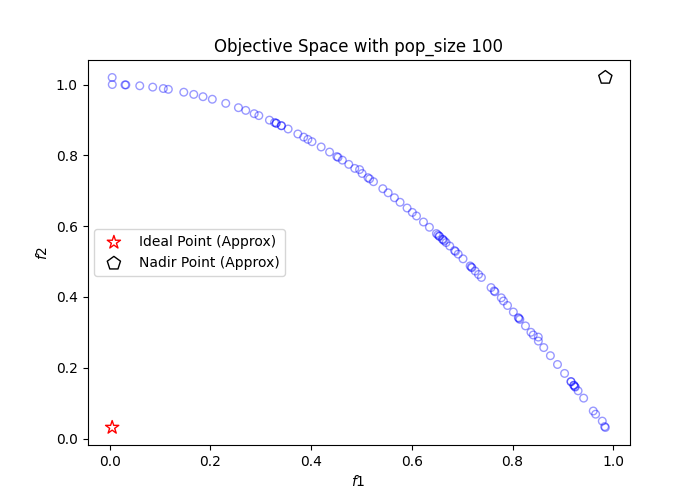 Objective Space with pop_size 100
1.0
0.8
0.6
0.4
0.2
0.0
f2
Ideal Point (Approx)
Nadir Point (Approx)
0.0 0.2 0.4 0.6 0.8 1.0
f1